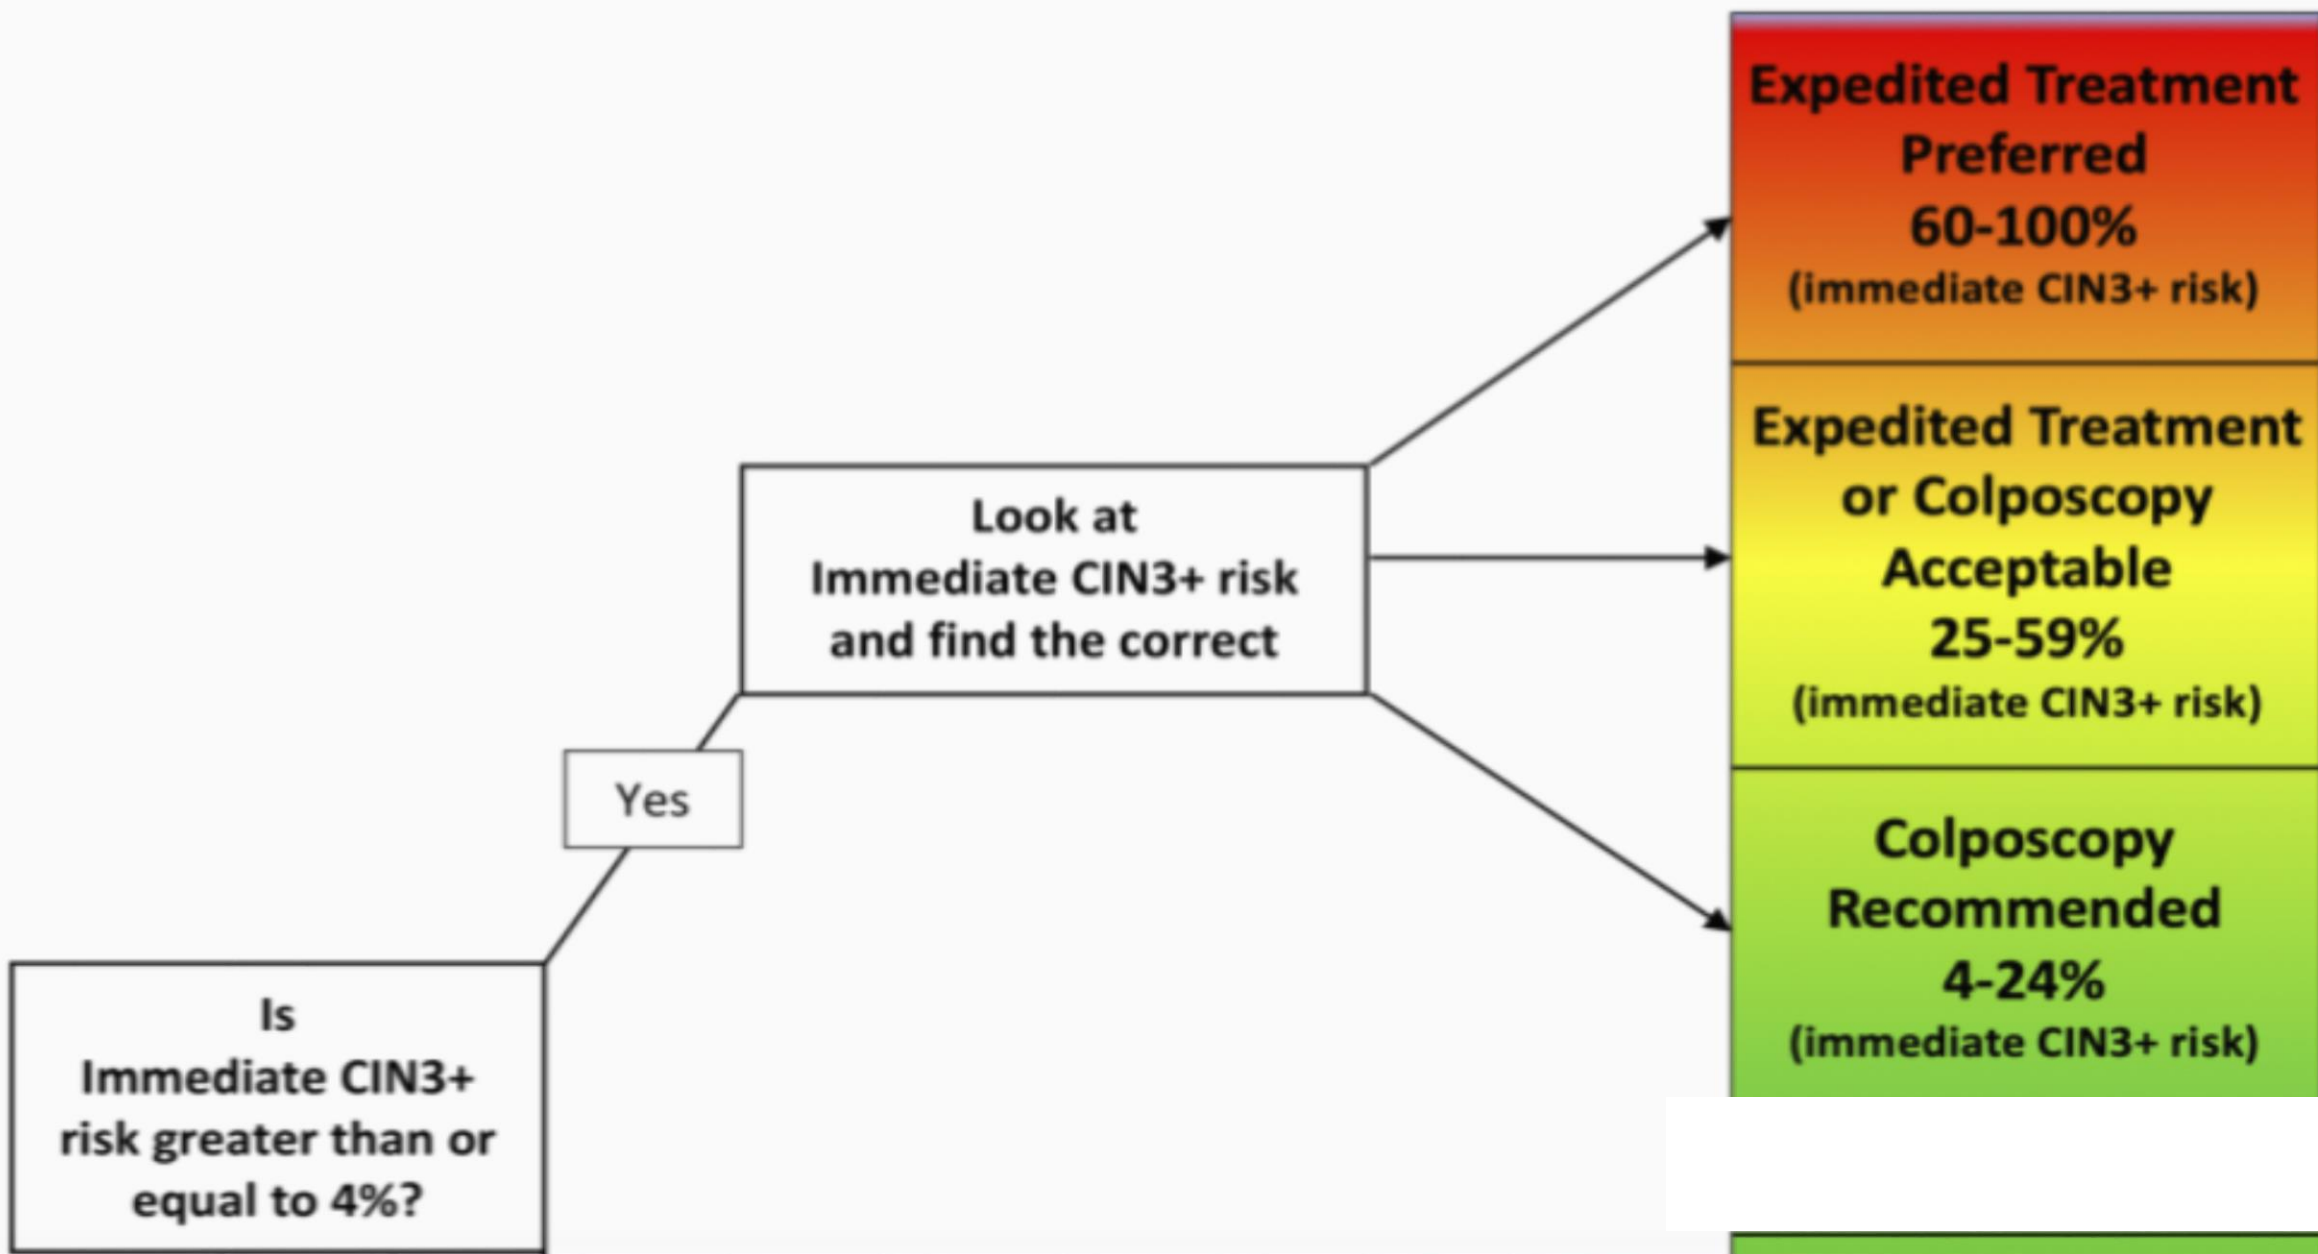 Expedited Treatment
Preferred
60-100%
(immediate CIN3+ risk)
Expedited Treatment
or Colposcopy
Acceptable
25-59%
(immediate CIN3+ risk)
Look at
Immediate CIN3+ risk
and find the correct
Yes
Colposcopy
Recommended
4-24%
(immediate CIN3+ risk)
Is
Immediate CIN3+
risk greater than or
equal to 4%?